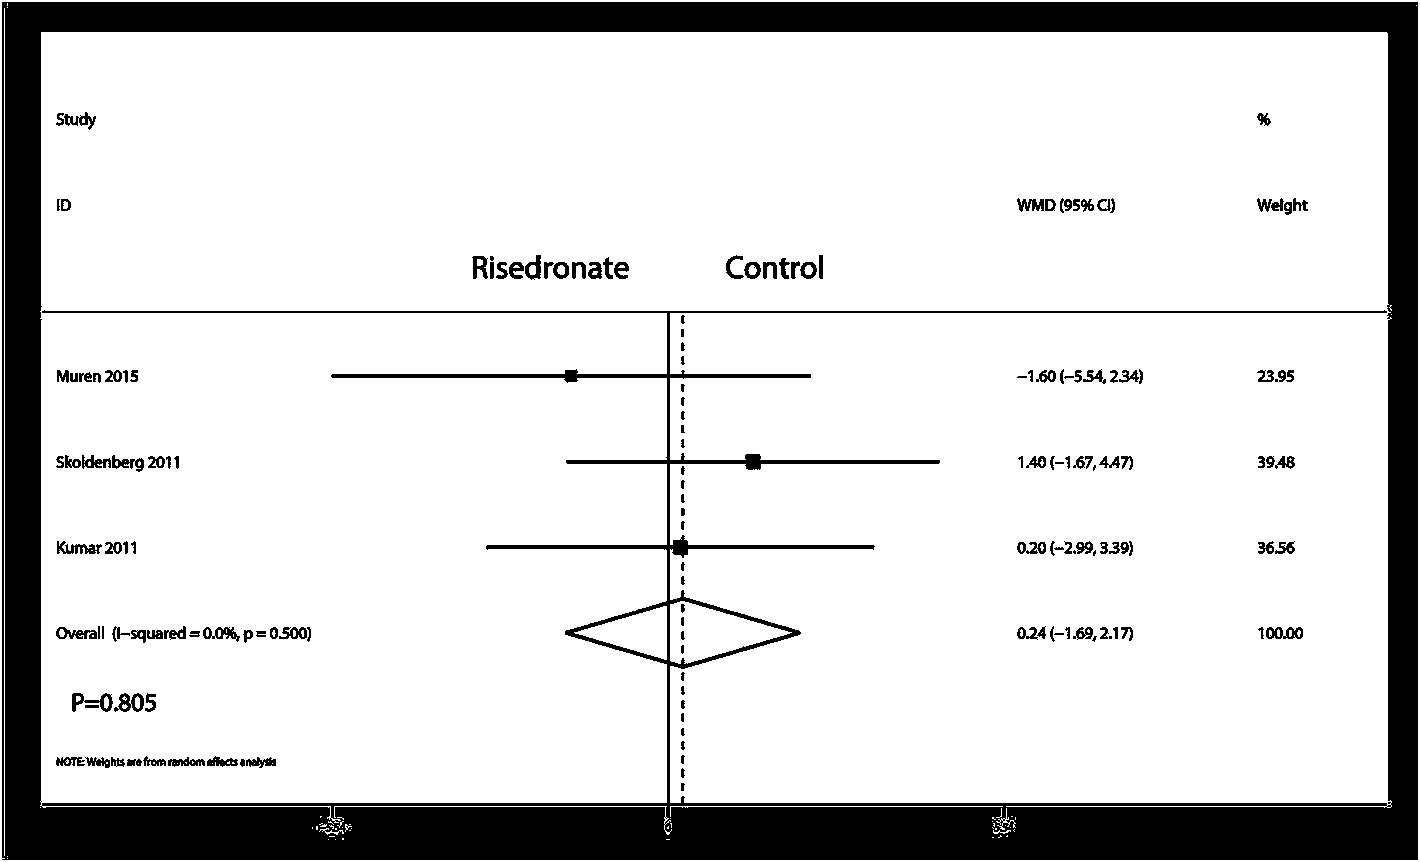 Study %
ID WMD (95% CI) Weight
Risedronate Control
Muren 2015 −1.60 (−5.54, 2.34) 23.95
Skoldenberg 2011 1.40 (−1.67, 4.47) 39.48
Kumar 2011 0.20 (−2.99, 3.39) 36.56
Overall (I−squared = 0.0%, p = 0.500) 0.24 (−1.69, 2.17) 100.00
P=0.805
NOTE: Weights are from random effects analysis
0